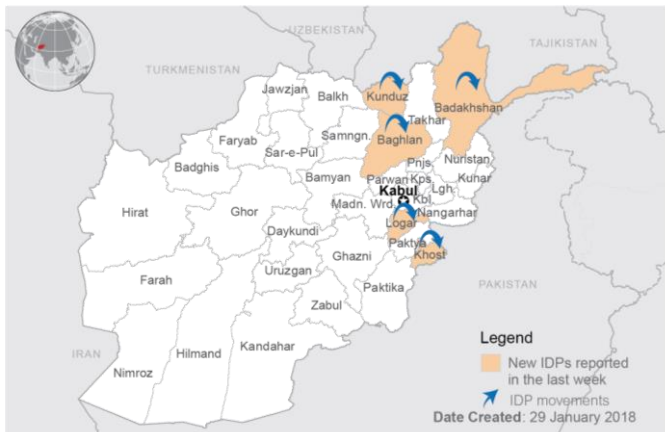 UZBEKISTAN
TAJIKISTAN
TURKMENISTAN
Jawzjan
Balkh
Kunduz
Badakhshan
Takhar
Faryab
Samngn.
Baghlan
Sar-e-Pul
Badghis
Pnjs.
Nuristan
Bamyan
Parwan
Kps.
Kunar
Kabul
Lgh.
Hirat
Ghor
Madn. Wrd.
Kbl.
Nangarhar
Logar
Daykundi
Paktya
Ghazni
Khost
Farah
Uruzgan
PAKISTAN
Paktika
Zabul
Legend
IRAN
Kandahar
New IDPs reported
in the last week
Nimroz
Hilmand
IDP movements
Date Created: 29 January 2018